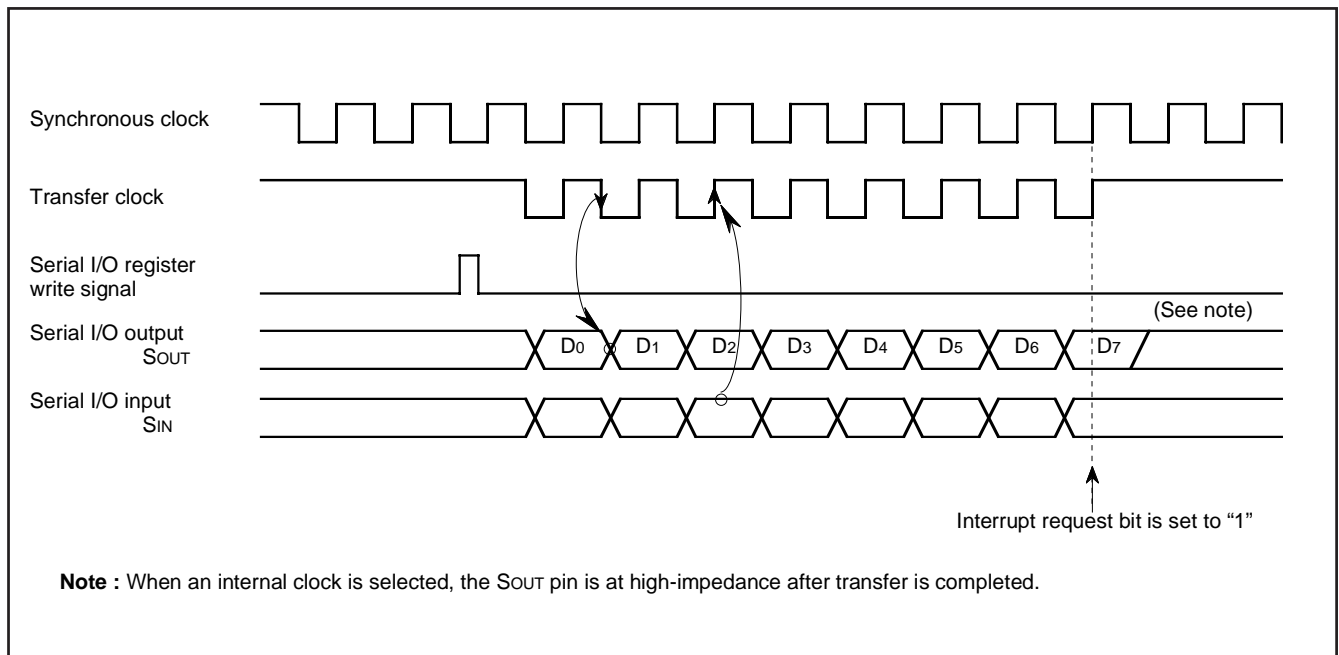 Synchronous clock
Transfer clock
Serial I/O register
write signal
(See note)
Serial I/O output
SOUT
D0 D1 D2 D3 D4 D5 D6 D7
Serial I/O input
SIN
Interrupt request bit is set to “1”
Note : When an internal clock is selected, the SOUT pin is at high-impedance after transfer is completed.